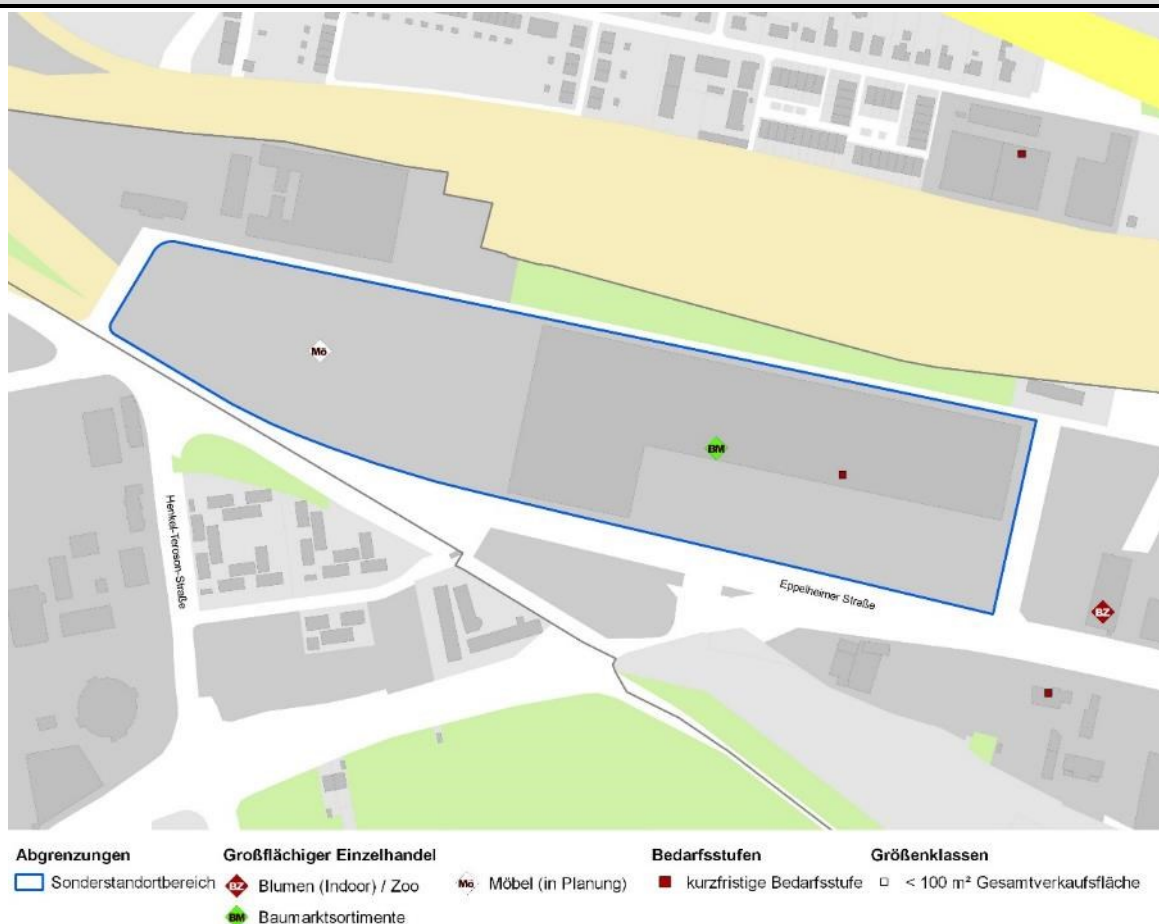 Mö
BM
BZ
Henkel-Teroson-Straße
Eppelheimer Straße
Abgrenzungen
Sonderstandortbereich
Großflächiger Einzelhandel
BZ Blumen (Indoor) / Zoo
Mö Möbel (in Planung)
BM Baumarktsortimente
Bedarfsstufen
kurzfristige Bedarfsstufe
Größenklassen
< 100 m² Gesamtverkaufsfläche